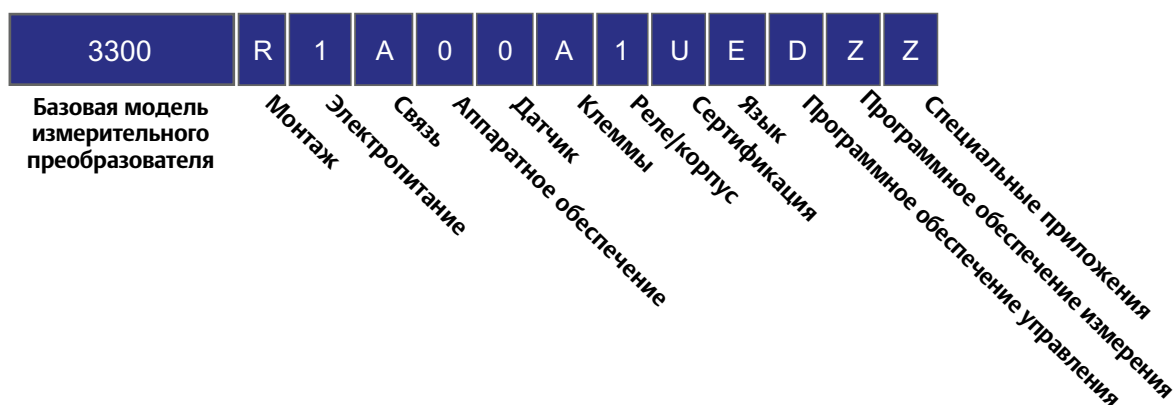 3300 R 1 A 0 0 A 1 U E D Z Z
Базовая модель
измерительного
преобразователя
Монтаж
Электропитание
Связь
Аппаратное обеспечение
Датчик
Клеммы
Реле/корпус
Сертификация
Язык
Программное обеспечение управления
Программное обеспечение измерения
Специальные приложения